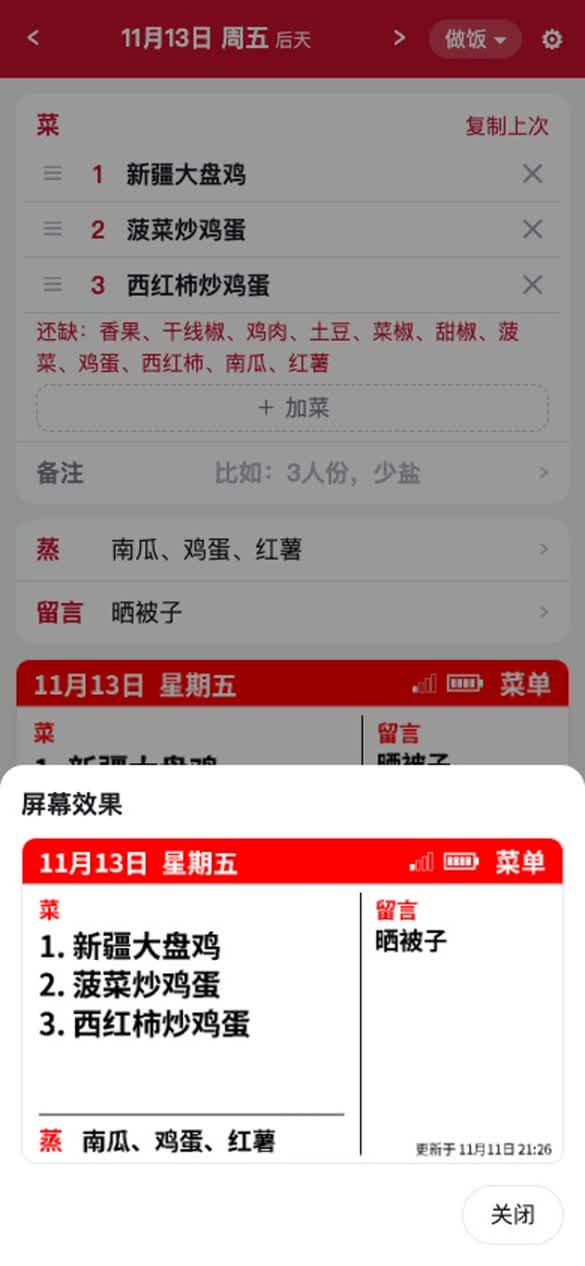 < 11月13日 周五 后天 > 做饭
菜 复制上次
1 新疆大盘鸡
2 菠菜炒鸡蛋
3 西红柿炒鸡蛋
还缺：香果、干线椒、鸡肉、土豆、菜椒、甜椒、菠
菜、鸡蛋、西红柿、南瓜、红薯
+ 加菜
备注 比如：3人份，少盐 >
蒸 南瓜、鸡蛋、红薯 >
留言 晒被子 >
11月13日 星期五 菜单
菜 留言
1. 新疆大盘鸡 晒被子
屏幕效果
11月13日 星期五 菜单
菜
1. 新疆大盘鸡
2. 菠菜炒鸡蛋
3. 西红柿炒鸡蛋
蒸 南瓜、鸡蛋、红薯
留言
晒被子
更新于 11月11日 21:26
关闭